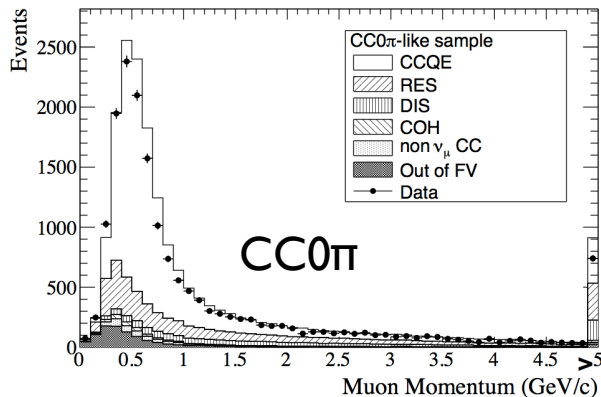 Events
2500
2000
1500
1000
500
0
CC0π-like sample
CCQE
RES
DIS
COH
non νμ CC
Out of FV
Data
CC0π
0 0.5 1 1.5 2 2.5 3 3.5 4 4.5 >5
Muon Momentum (GeV/c)